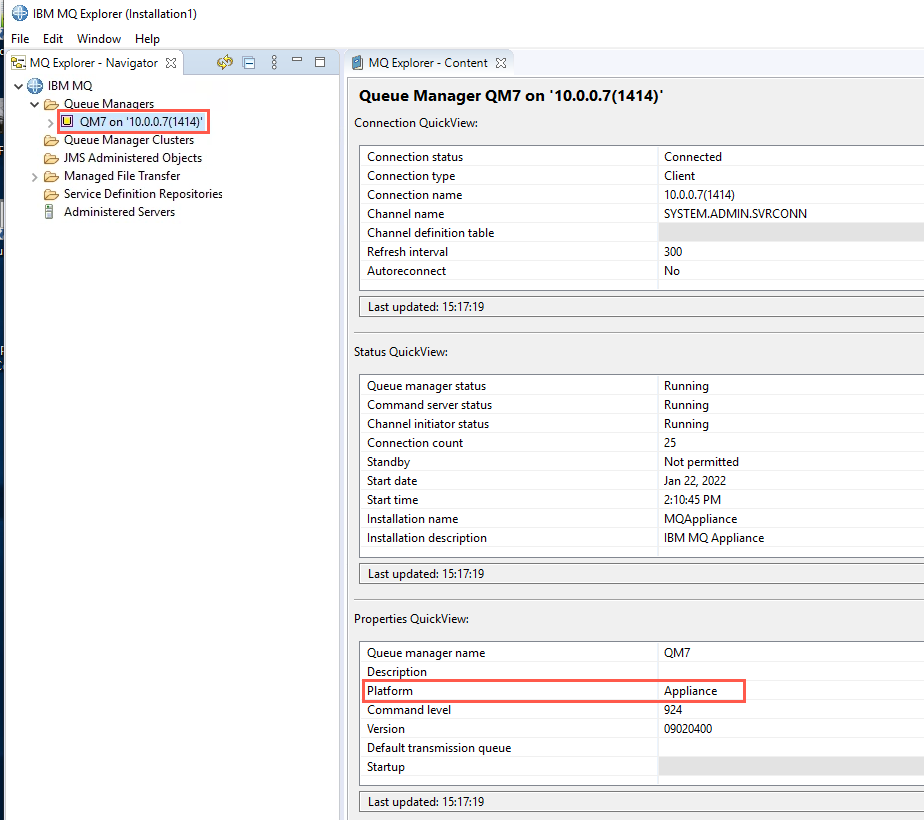 IBM MQ Explorer (Installation1)
File Edit Window Help
MQ Explorer - Navigator
IBM MQ
Queue Managers
QM7 on '10.0.0.7(1414)'
Queue Manager Clusters
JMS Administered Objects
Managed File Transfer
Service Definition Repositories
Administered Servers
MQ Explorer - Content
Queue Manager QM7 on '10.0.0.7(1414)'
Connection QuickView:
Connection status Connected
Connection type Client
Connection name 10.0.0.7(1414)
Channel name SYSTEM.ADMIN.SVRCONN
Channel definition table
Refresh interval 300
Autoreconnect No
Last updated: 15:17:19
Status QuickView:
Queue manager status Running
Command server status Running
Channel initiator status Running
Connection count 25
Standby Not permitted
Start date Jan 22, 2022
Start time 2:10:45 PM
Installation name MQAppliance
Installation description IBM MQ Appliance
Last updated: 15:17:19
Properties QuickView:
Queue manager name QM7
Description
Platform Appliance
Command level 924
Version 09020400
Default transmission queue
Startup
Last updated: 15:17:19